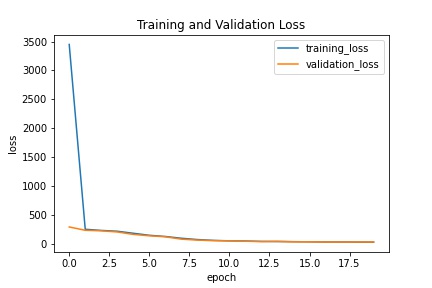 Training and Validation Loss
training_loss
validation_loss
loss
3500
3000
2500
2000
1500
1000
500
0
0.0 2.5 5.0 7.5 10.0 12.5 15.0 17.5
epoch